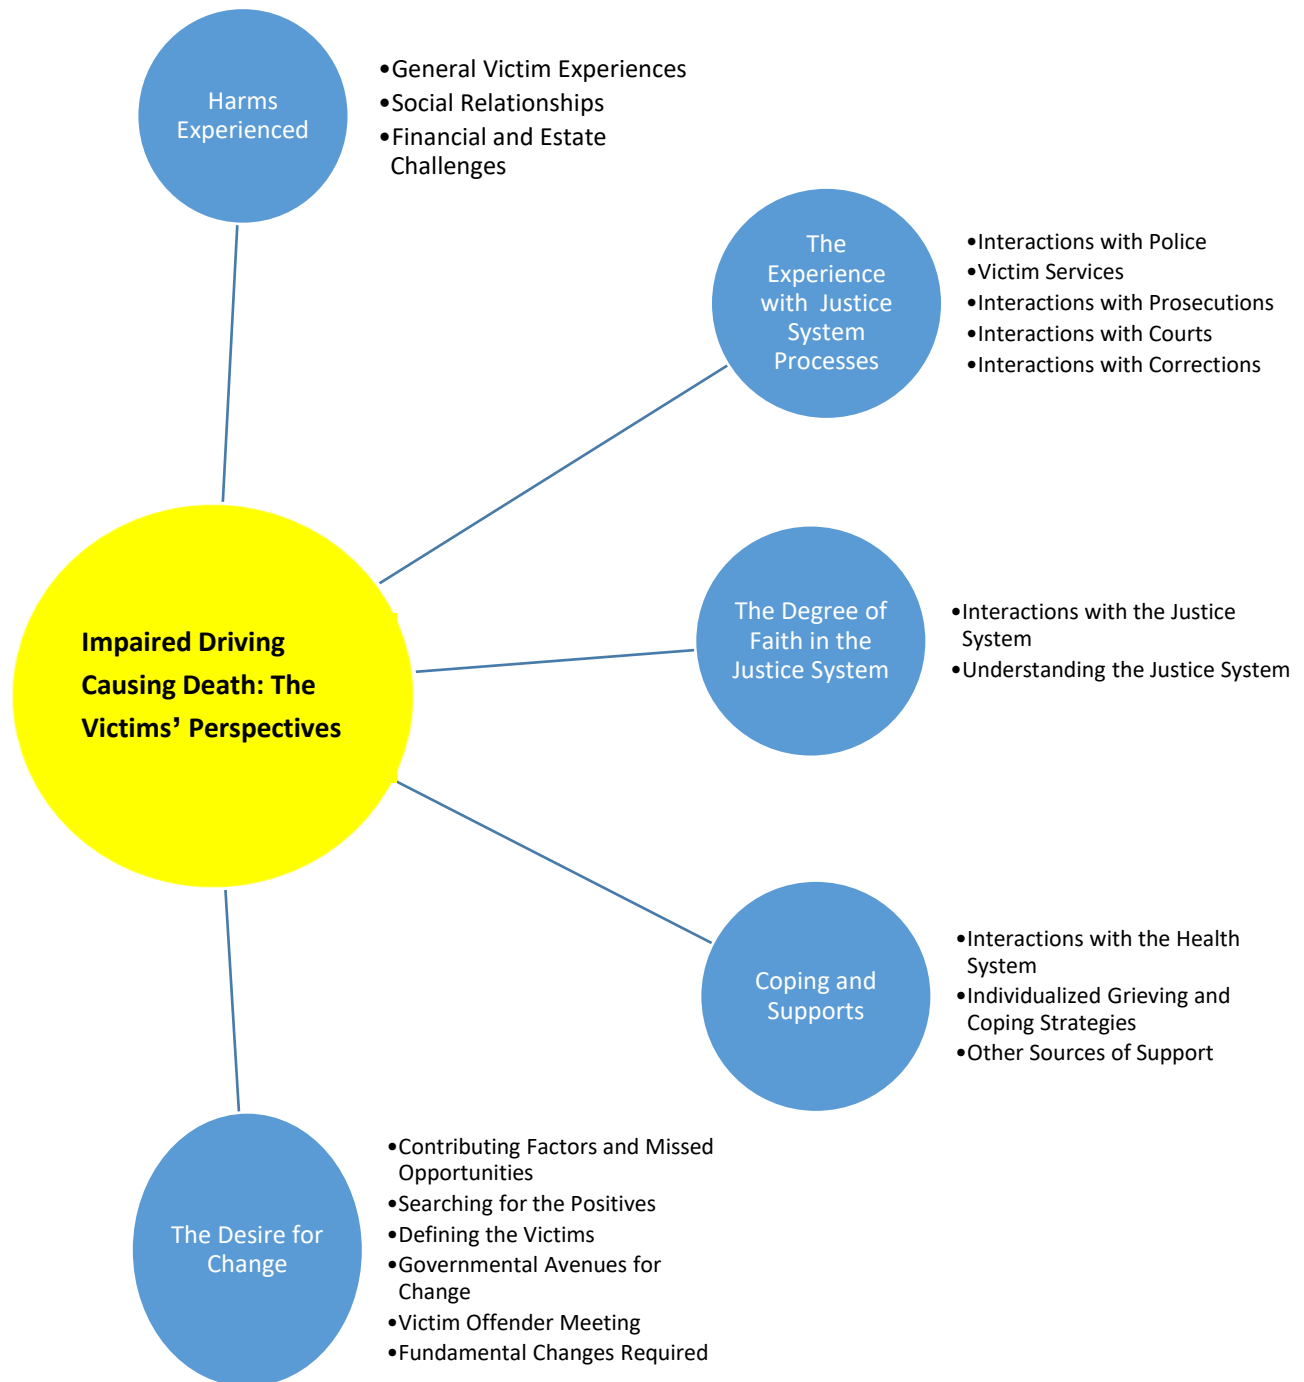 Harms
Experienced
•General Victim Experiences
•Social Relationships
•Financial and Estate
Challenges
The
Experience
with Justice
System
Processes
•Interactions with Police
•Victim Services
•Interactions with Prosecutions
•Interactions with Courts
•Interactions with Corrections
Impaired Driving
Causing Death: The
Victims’ Perspectives
The Degree of
Faith in the
Justice System
•Interactions with the Justice
System
•Understanding the Justice System
Coping and
Supports
•Interactions with the Health
System
•Individualized Grieving and
Coping Strategies
•Other Sources of Support
The Desire for
Change
•Contributing Factors and Missed
Opportunities
•Searching for the Positives
•Defining the Victims
•Governmental Avenues for
Change
•Victim Offender Meeting
•Fundamental Changes Required